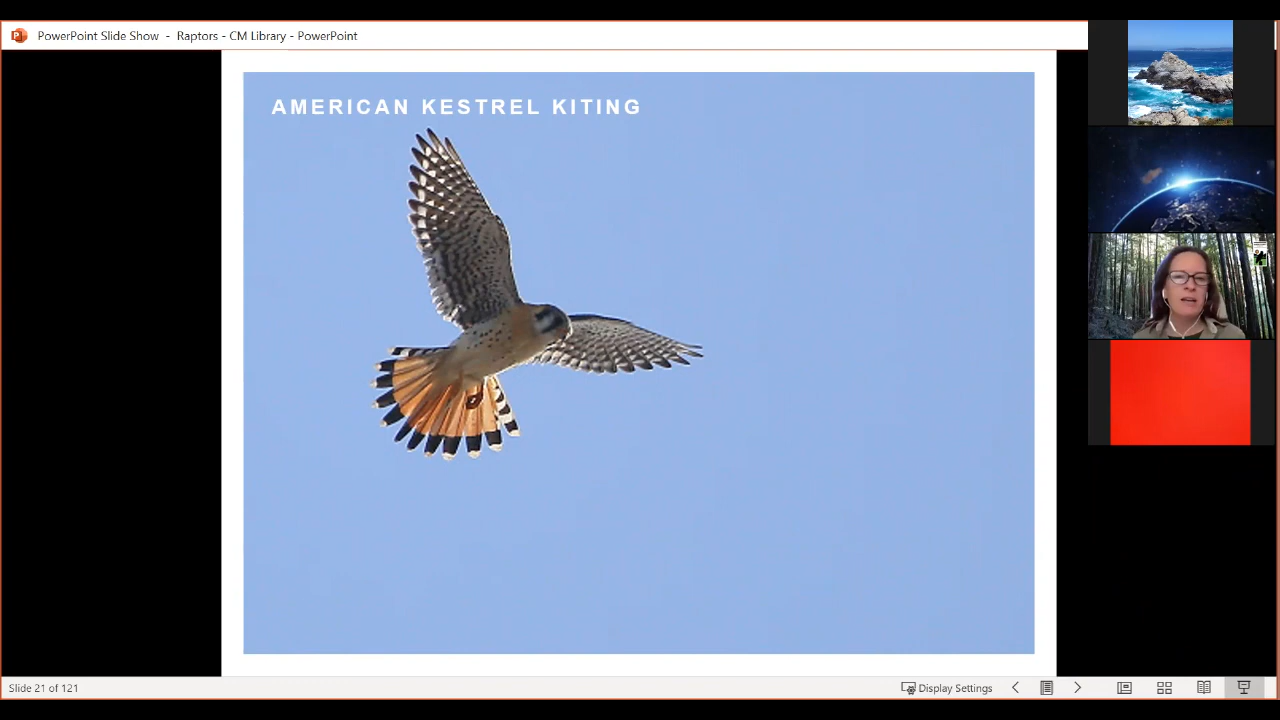 PowerPoint Slide Show - Raptors - CM Library - PowerPoint
AMERICAN KESTREL KITING
Slide 21 of 121
Display Settings